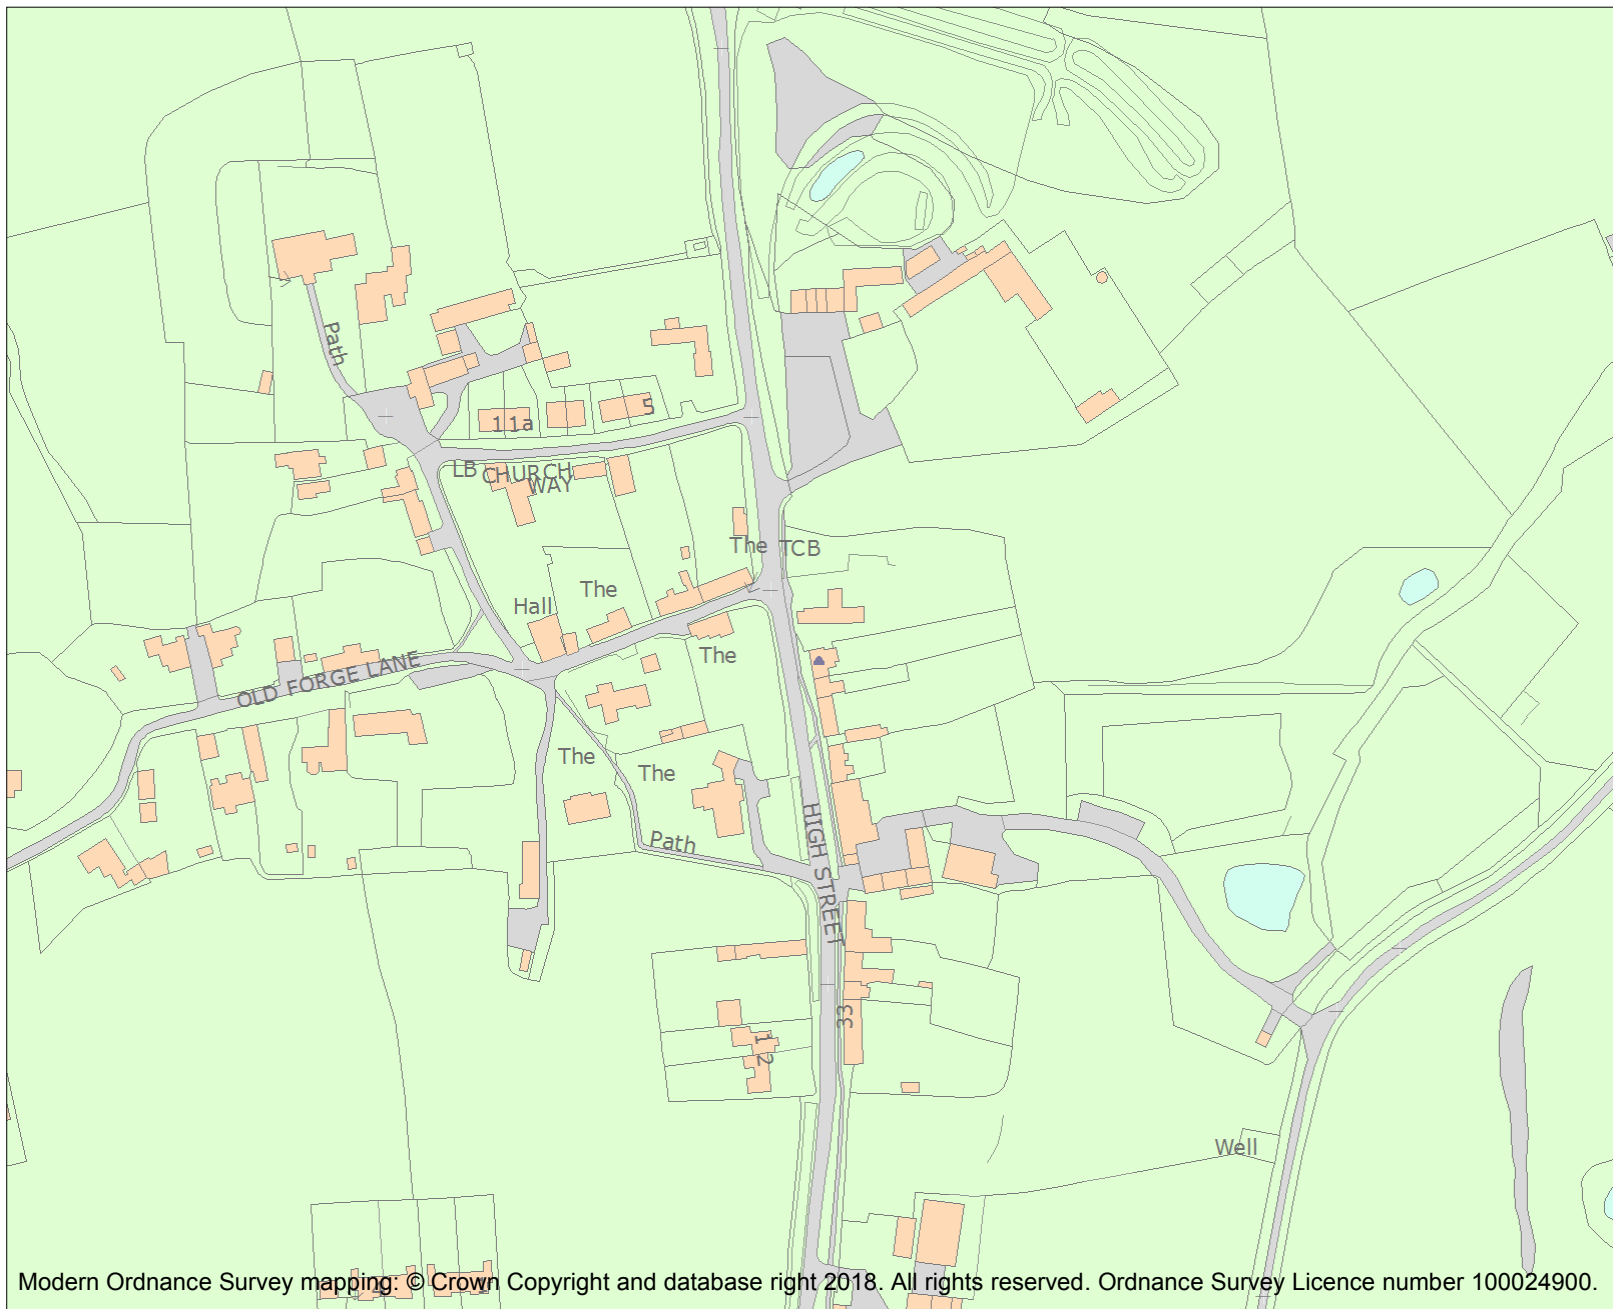 Path
5
11a
LB CHURCH
WAY
The TCB
The
Hall
The
OLD FORGE LANE
The
The
HIGH STREET
Path
33
12
Well
Modern Ordnance Survey mapping: © Crown Copyright and database right 2018. All rights reserved. Ordnance Survey Licence number 100024900.